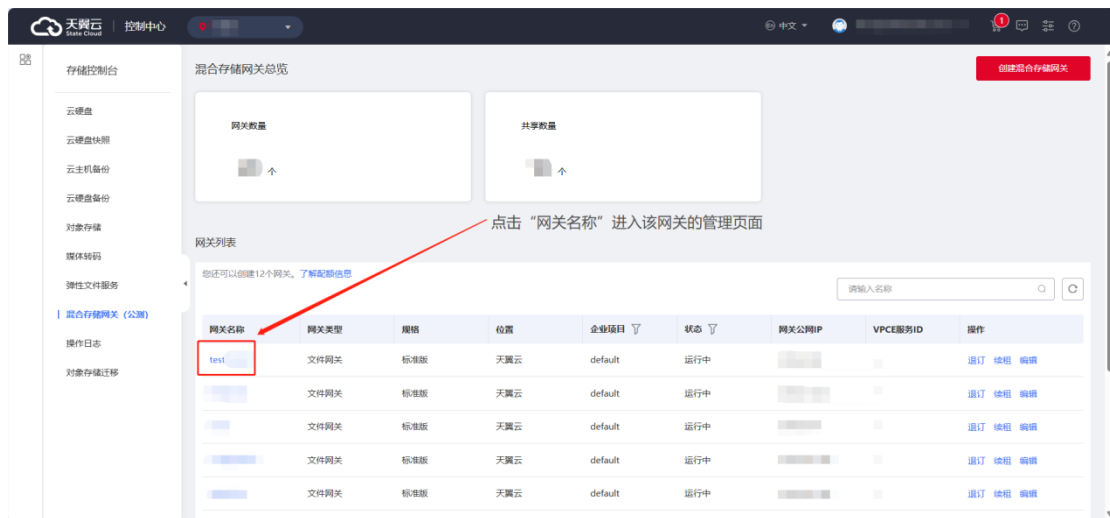 天翼云 State Cloud 控制中心 中文 1
存储控制台
云硬盘
云硬盘快照
云主机备份
云硬盘备份
对象存储
媒体转码
弹性文件服务
混合存储网关（公测）
操作日志
对象存储迁移
混合存储网关总览 创建混合存储网关
网关数量 共享数量
个 个
点击“网关名称”进入该网关的管理页面
网关列表
您还可以创建12个网关。了解配额信息 请输入名称
网关名称 网关类型 规格 位置 企业项目 状态 网关公网IP VPCE服务ID 操作
test 文件网关 标准版 天翼云 default 运行中 退订 续租 编辑
文件网关 标准版 天翼云 default 运行中 退订 续租 编辑
文件网关 标准版 天翼云 default 运行中 退订 续租 编辑
文件网关 标准版 天翼云 default 运行中 退订 续租 编辑
文件网关 标准版 天翼云 default 运行中 退订 续租 编辑